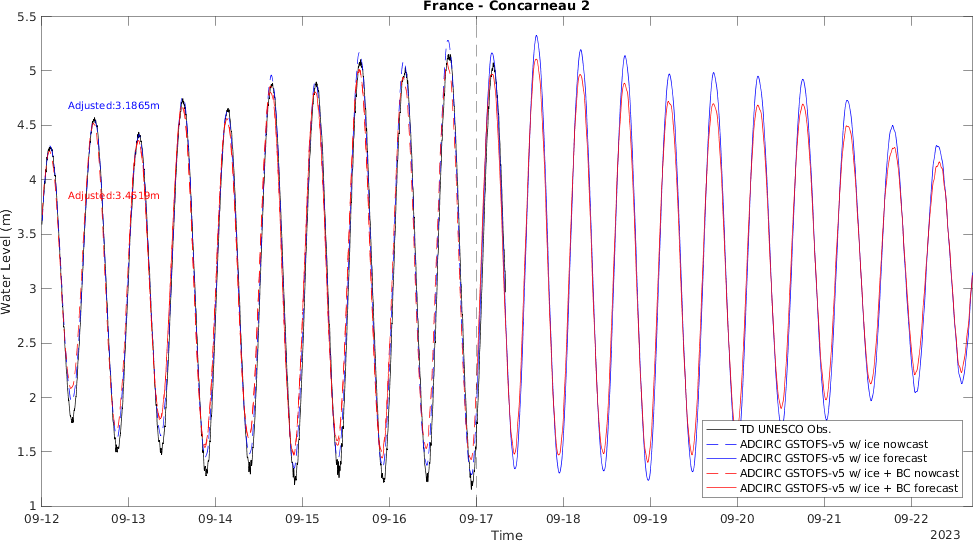 France - Concarneau 2
5.5
5
4.5
4
3.5
3
2.5
2
1.5
1
Water Level (m)
Adjusted:3.1865m
Adjusted:3.4519m
TD UNESCO Obs.
ADCIRC GSTOFS-v5 w/ ice nowcast
ADCIRC GSTOFS-v5 w/ ice forecast
ADCIRC GSTOFS-v5 w/ ice + BC nowcast
ADCIRC GSTOFS-v5 w/ ice + BC forecast
09-12 09-13 09-14 09-15 09-16 09-17 09-18 09-19 09-20 09-21 09-22
Time
2023